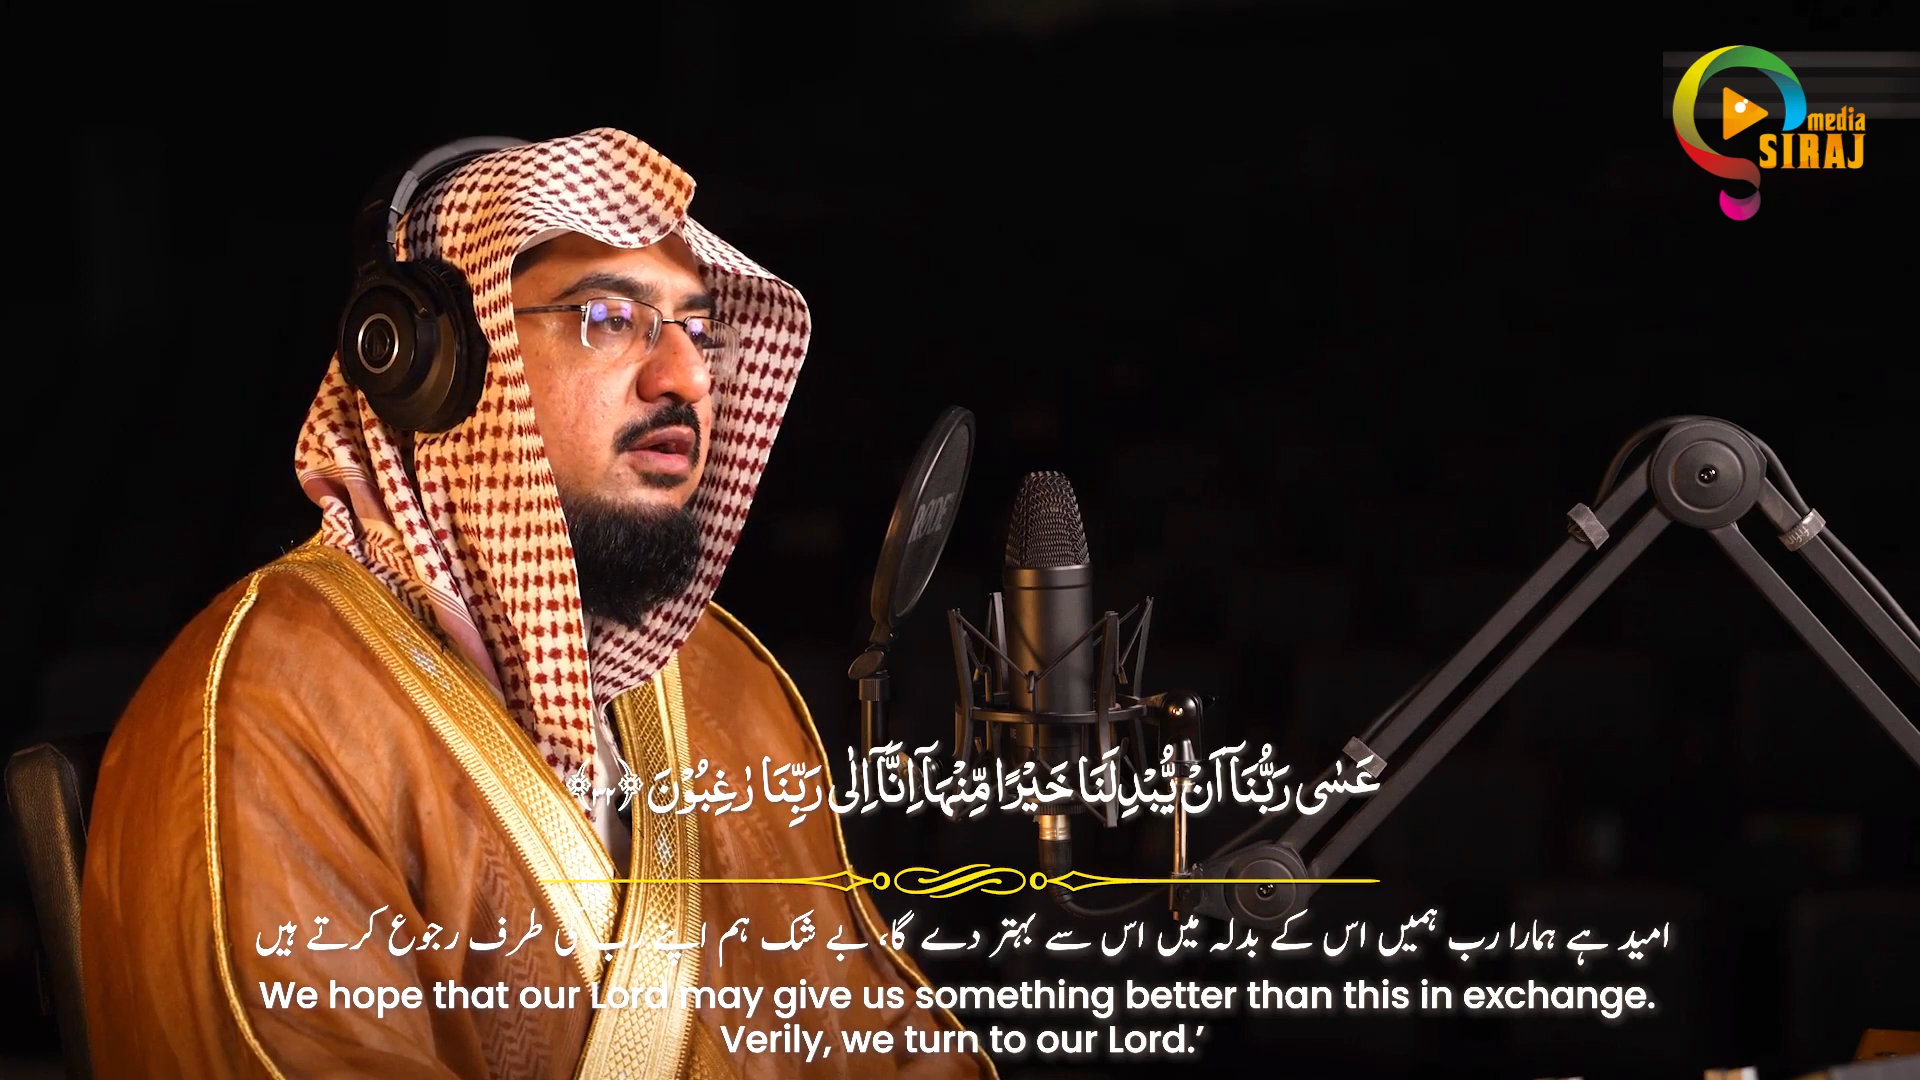 media
SIRAJ
RODE
عَسٰى رَبُّنَاۤ اَنْ يُّبْدِلَنَا خَيْرًا مِّنْهَاۤ اِنَّاۤ اِلٰى رَبِّنَا رٰغِبُوْنَ ﴿۳۲﴾
امید ہے ہمارا رب ہمیں اس کے بدلہ میں اس سے بہتر دے گا، بے شک ہم اپنے رب کی طرف رجوع کرتے ہیں
We hope that our Lord may give us something better than this in exchange.
Verily, we turn to our Lord.’